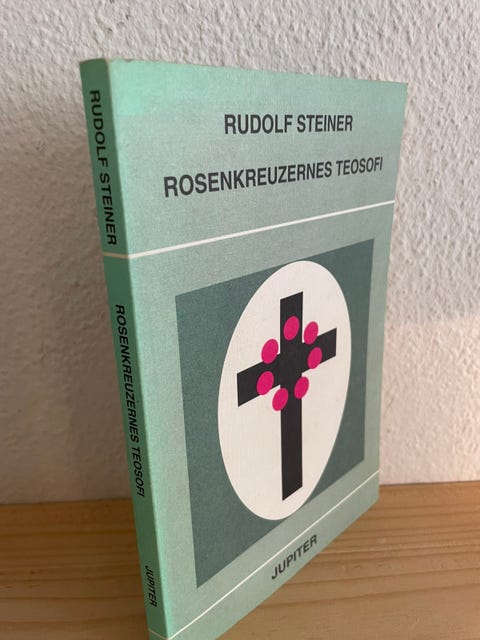 RUDOLF STEINER
ROSENKREUZERNES TEOSOFI
JUPITER
RUDOLF STEINER
ROSENKREUZERNES TEOSOFI
JUPITER